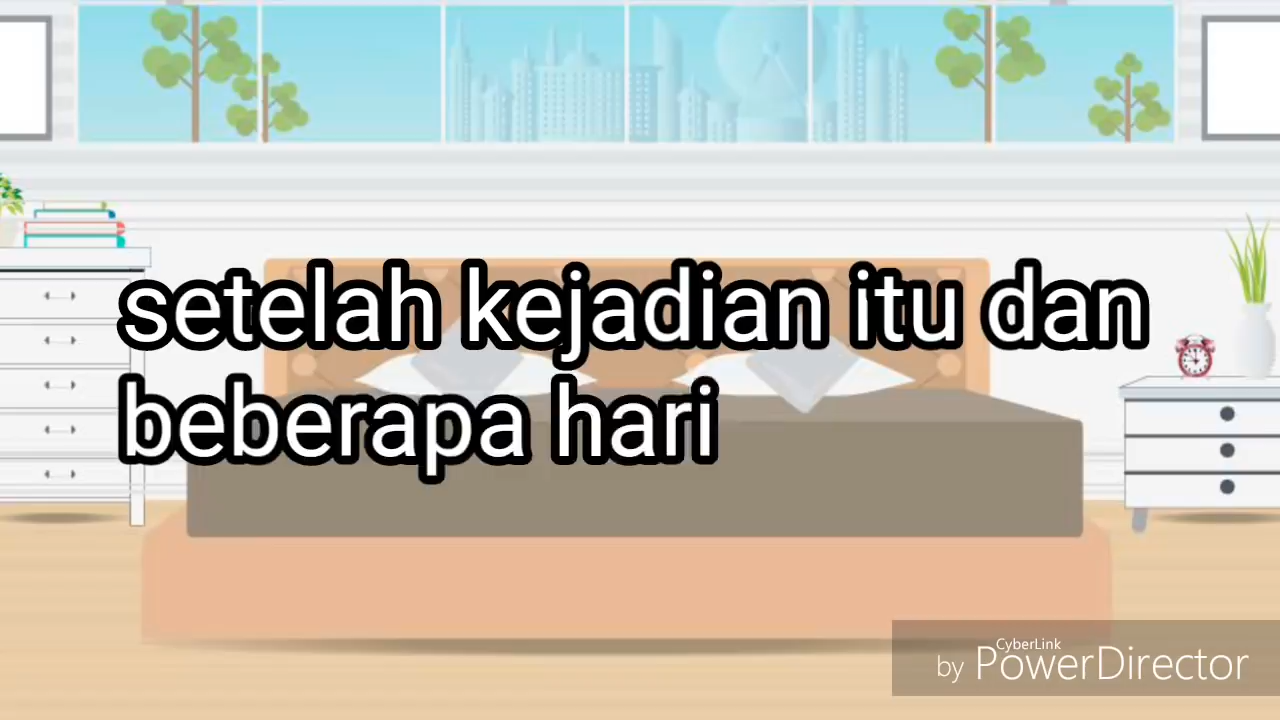 setelah kejadian itu dan
beberapa hari
CyberLink
by PowerDirector